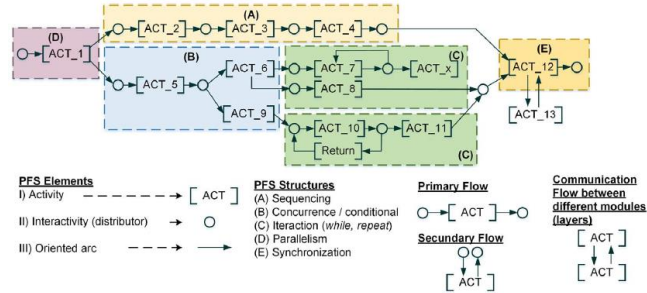 (A)
(D)
[ACT_1]
[ACT_2]
[ACT_3]
[ACT_4]
(B)
[ACT_5]
[ACT_6]
[ACT_9]
(C)
[ACT_7]
[ACT_x]
[ACT_8]
[ACT_10]
[ACT_11]
[Return]
(C)
(E)
[ACT_12]
[ACT_13]
PFS Elements
I) Activity
[ACT]
II) Interactivity (distributor)
III) Oriented arc
PFS Structures
(A) Sequencing
(B) Concurrence / conditional
(C) Iteraction (while, repeat)
(D) Parallelism
(E) Synchronization
Primary Flow
[ACT]
Secundary Flow
[ACT]
Communication
Flow between
different modules
(layers)
[ACT]
[ACT]